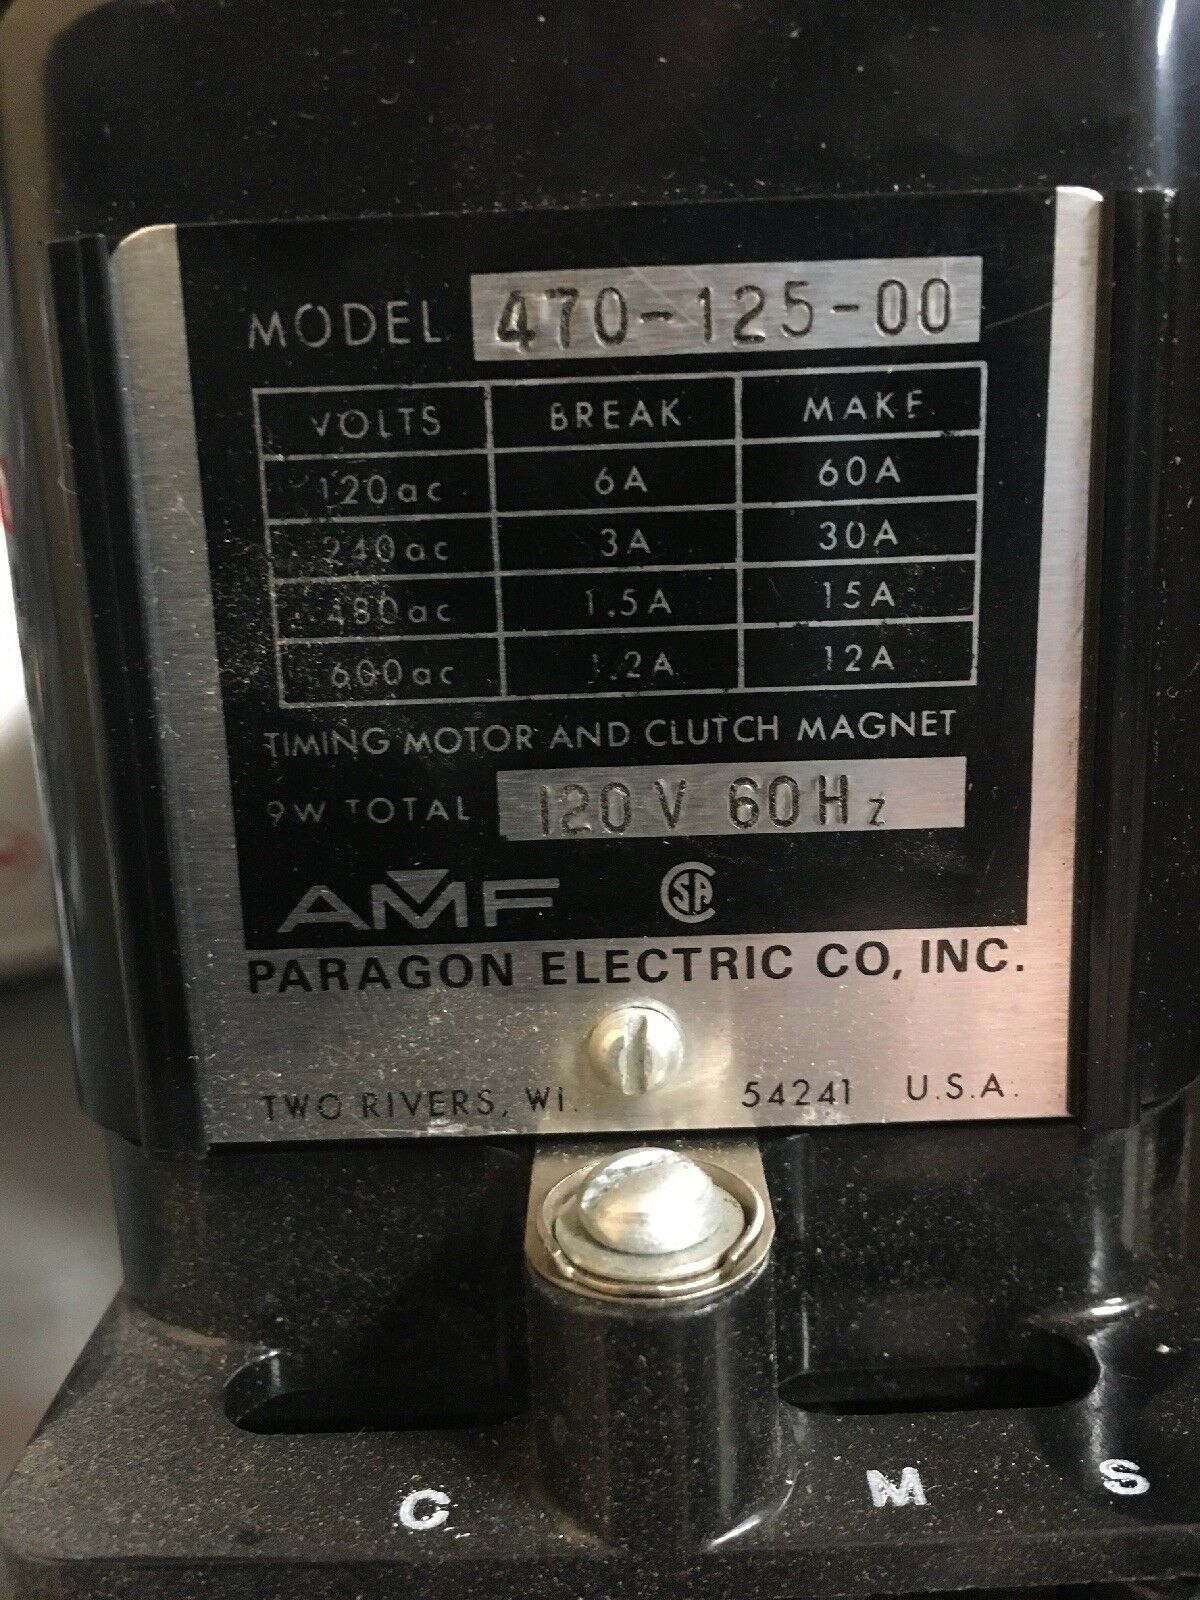 MODEL 470-125-00
VOLTS BREAK MAKE
120ac 6A 60A
240ac 3A 30A
480ac 1.5A 15A
600ac 1.2A 12A
TIMING MOTOR AND CLUTCH MAGNET
9W TOTAL 120V 60Hz
AMF CSA
PARAGON ELECTRIC CO, INC.
TWO RIVERS, WI. 54241 U.S.A.
C M S